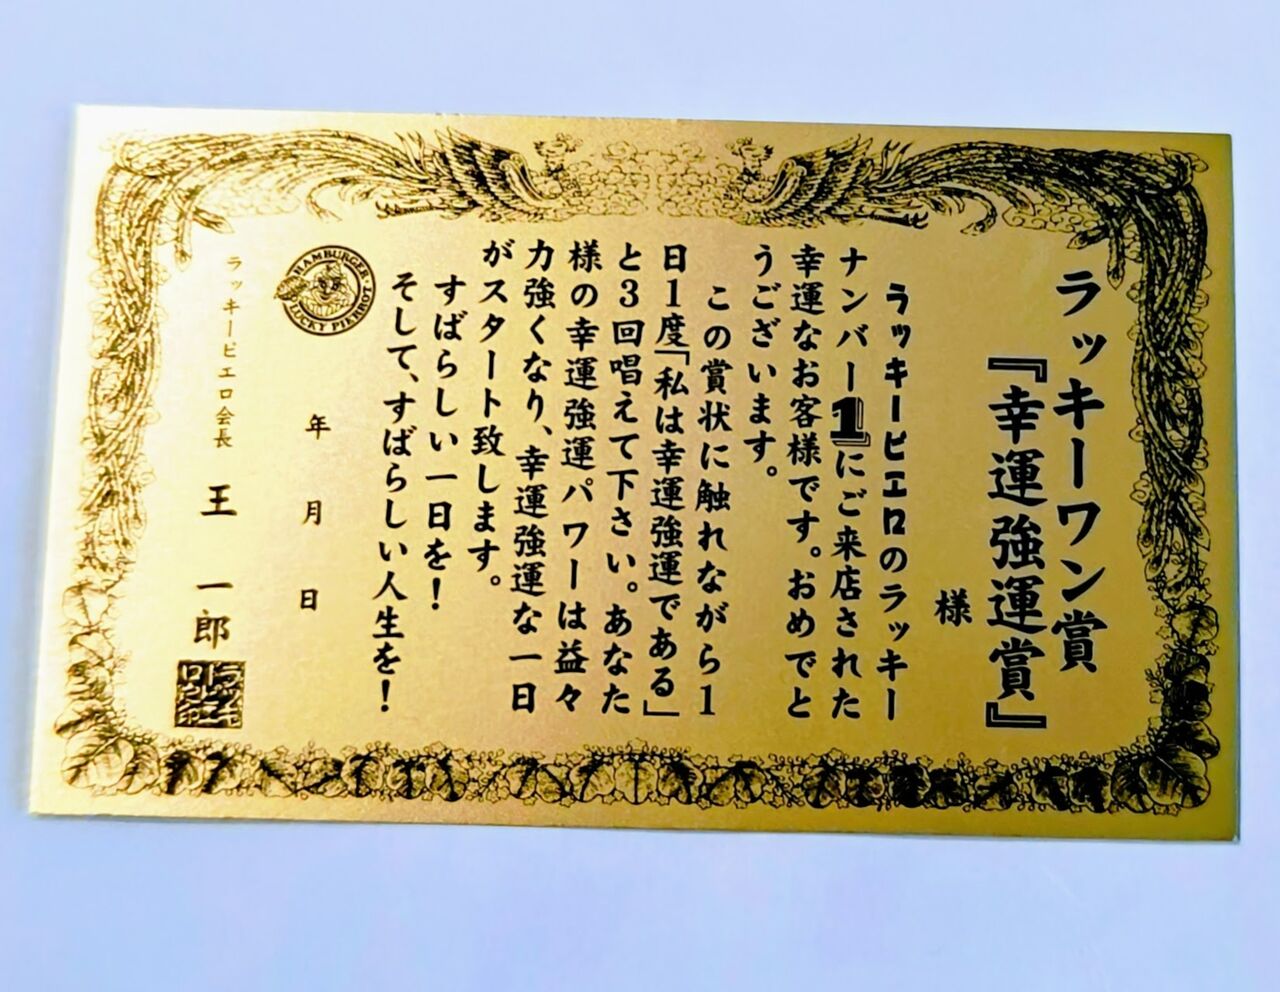 ラッキーワン賞
『幸運強運賞』
様
ラッキーピエロのラッキー
ナンバー1にご来店された
幸運なお客様です。おめでと
うございます。
この賞状に触れながら1
日1度「私は幸運強運である」
と3回唱えて下さい。あなた
様の幸運強運パワーは益々
力強くなり、幸運強運な一日
がスタート致します。
すばらしい一日を!
そして、すばらしい人生を!
HAMBURGER
LUCKY PIERROT
年 月 日
ラッキーピエロ会長 王 一郎